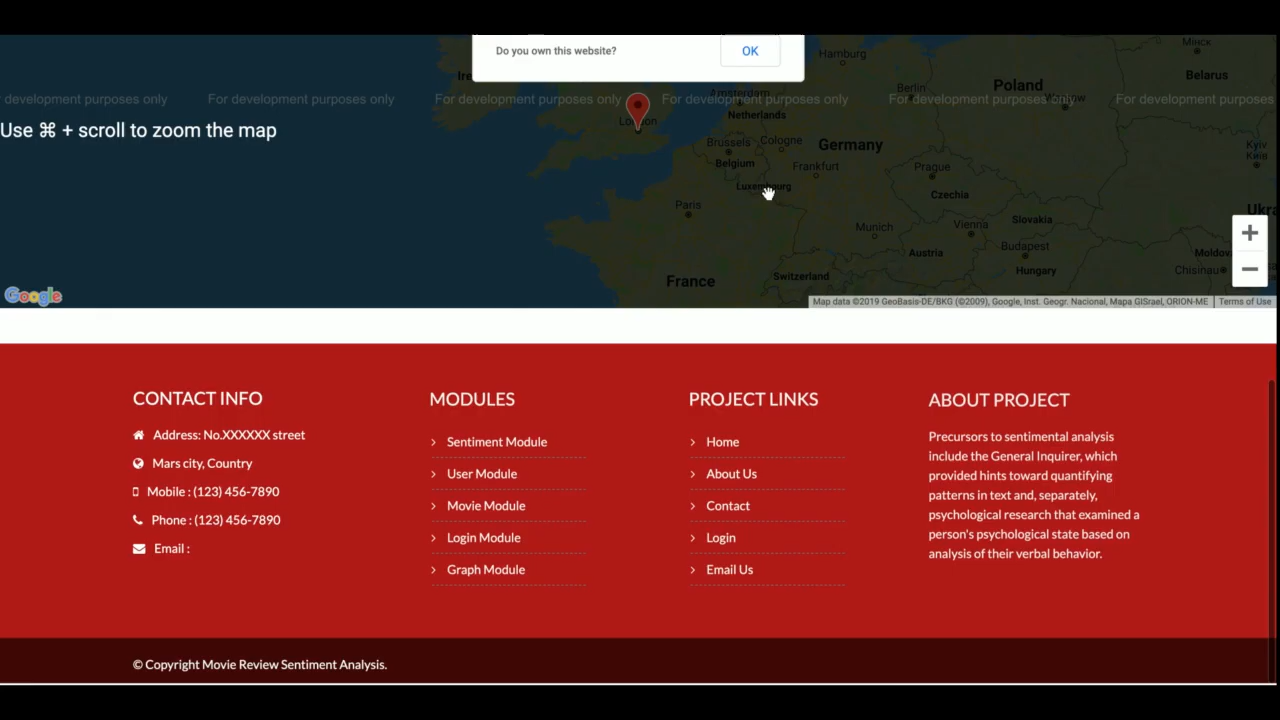 Do you own this website?
OK
Hamburg
Мінск
Poland
Belarus
Berlin
Warsaw
Amsterdam
r development purposes only
For development purposes only
For development purposes only
For development purposes only
For development purposes only
For development purposes
Netherlands
London
Use ⌘ + scroll to zoom the map
Brussels
Cologne
Germany
Київ
Київ
Belgium
Frankfurt
Prague
Luxembourg
Czechia
Paris
Slovakia
Vienna
Munich
Budapest
Austria
Moldov
Hungary
Chisinau
Switzerland
France
Google
Map data ©2019 GeoBasis-DE/BKG (©2009), Google, Inst. Geogr. Nacional, Mapa GISrael, ORION-ME
Terms of Use
CONTACT INFO
Address: No.XXXXXX street
Mars city, Country
Mobile : (123) 456-7890
Phone : (123) 456-7890
Email :
MODULES
Sentiment Module
User Module
Movie Module
Login Module
Graph Module
PROJECT LINKS
Home
About Us
Contact
Login
Email Us
ABOUT PROJECT
Precursors to sentimental analysis
include the General Inquirer, which
provided hints toward quantifying
patterns in text and, separately,
psychological research that examined a
person's psychological state based on
analysis of their verbal behavior.
© Copyright Movie Review Sentiment Analysis.